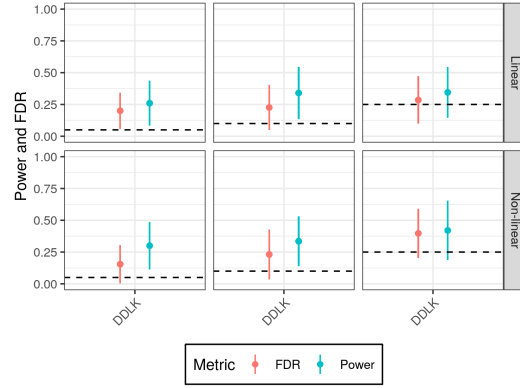 Power and FDR
1.00
0.75
0.50
0.25
0.00
Linear
1.00
0.75
0.50
0.25
0.00
Non-linear
DDLK
DDLK
DDLK
Metric
FDR
Power